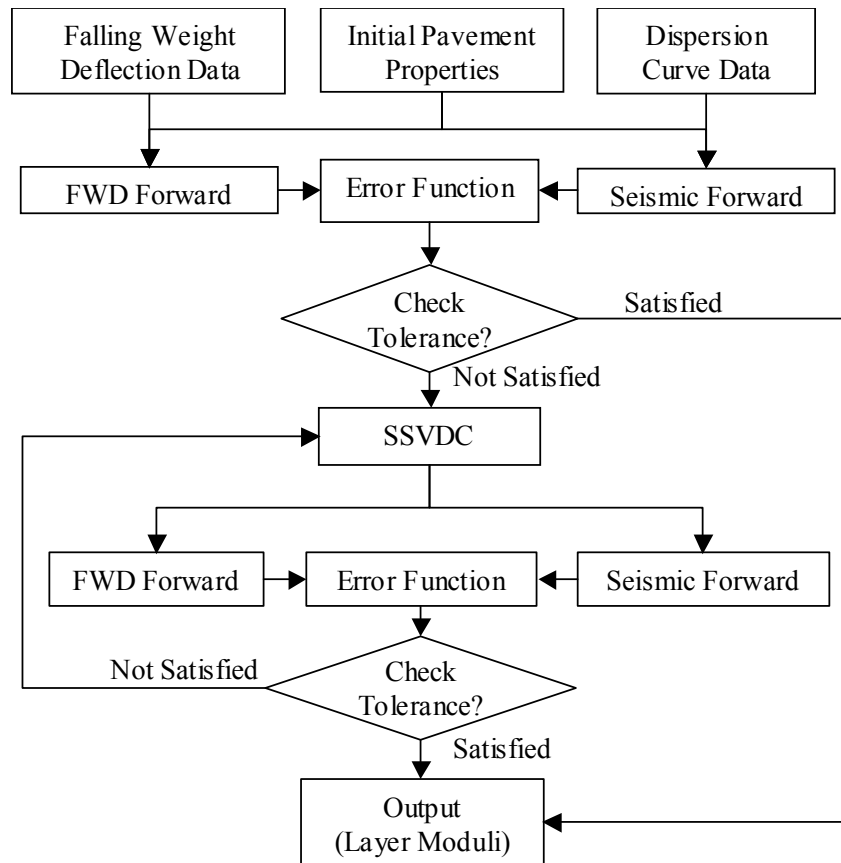 Falling Weight
Deflection Data
Initial Pavement
Properties
Dispersion
Curve Data
FWD Forward
Error Function
Seismic Forward
Check
Tolerance?
Satisfied
Not Satisfied
SSVDC
FWD Forward
Error Function
Seismic Forward
Not Satisfied
Check
Tolerance?
Satisfied
Output
(Layer Moduli)